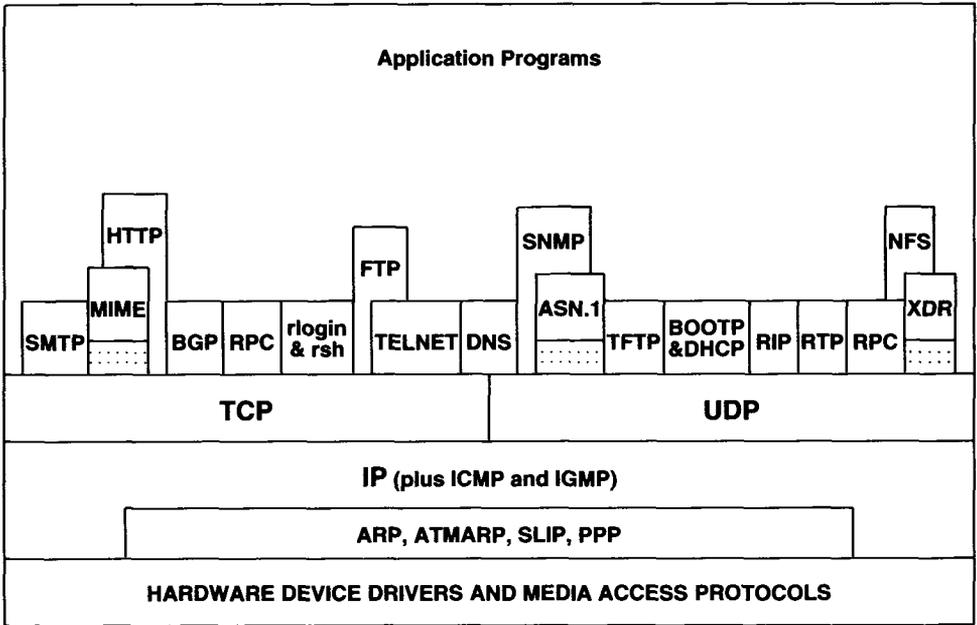 Application Programs
HTTP
SNMP
NFS
FTP
MIME
ASN.1
XDR
SMTP
BGP
RPC
rlogin
& rsh
TELNET
DNS
TFTP
BOOTP
&DHCP
RIP
RTP
RPC
TCP
UDP
IP (plus ICMP and IGMP)
ARP, ATMARP, SLIP, PPP
HARDWARE DEVICE DRIVERS AND MEDIA ACCESS PROTOCOLS